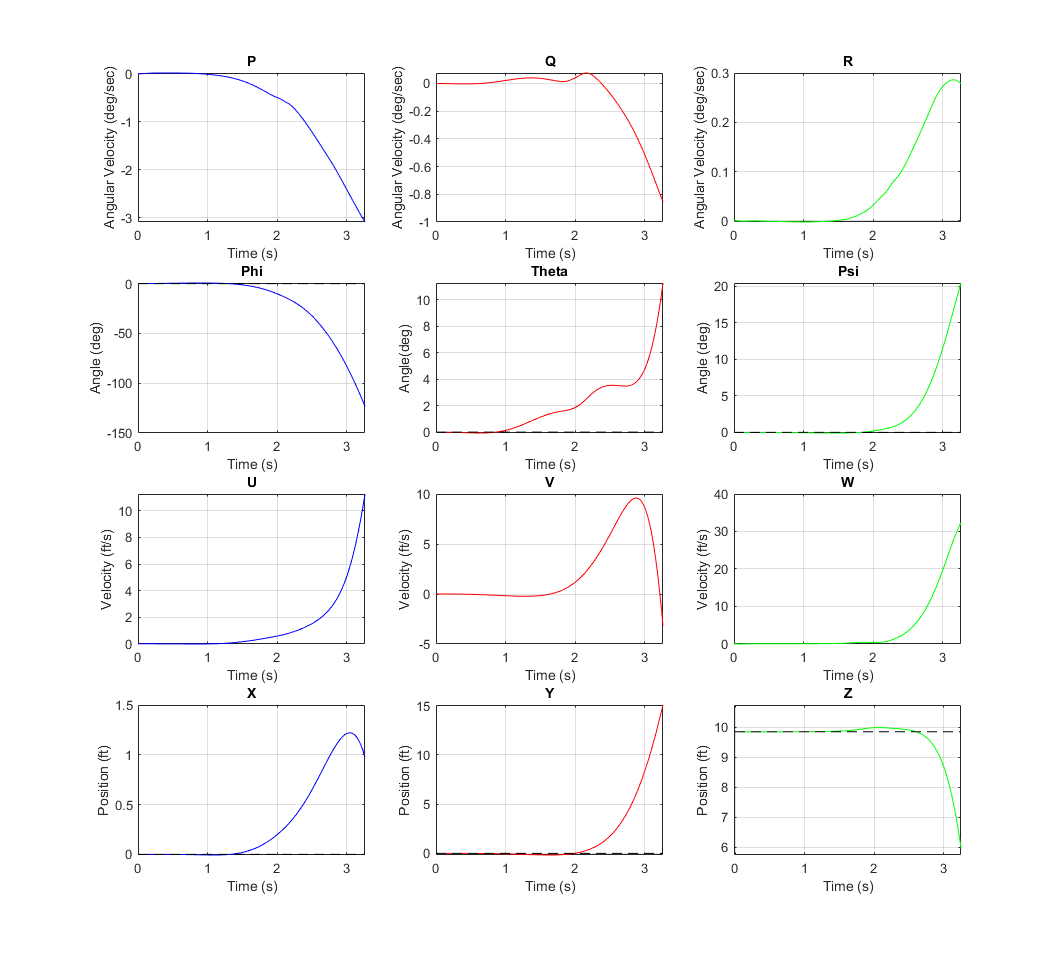 P
Q
R
Angular Velocity (deg/sec)
0
-1
-2
-3
0 1 2 3
Time (s)
Angular Velocity (deg/sec)
0
-0.2
-0.4
-0.6
-0.8
-1
0 1 2 3
Time (s)
Angular Velocity (deg/sec)
0.3
0.2
0.1
0
0 1 2 3
Time (s)
Phi
Theta
Psi
Angle (deg)
0
-50
-100
-150
0 1 2 3
Time (s)
Angle(deg)
10
8
6
4
2
0
0 1 2 3
Time (s)
Angle (deg)
20
15
10
5
0
0 1 2 3
Time (s)
U
V
W
Velocity (ft/s)
10
8
6
4
2
0
0 1 2 3
Time (s)
Velocity (ft/s)
10
5
0
-5
0 1 2 3
Time (s)
Velocity (ft/s)
40
30
20
10
0
0 1 2 3
Time (s)
X
Y
Z
Position (ft)
1.5
1
0.5
0
0 1 2 3
Time (s)
Position (ft)
15
10
5
0
0 1 2 3
Time (s)
Position (ft)
10
9
8
7
6
0 1 2 3
Time (s)